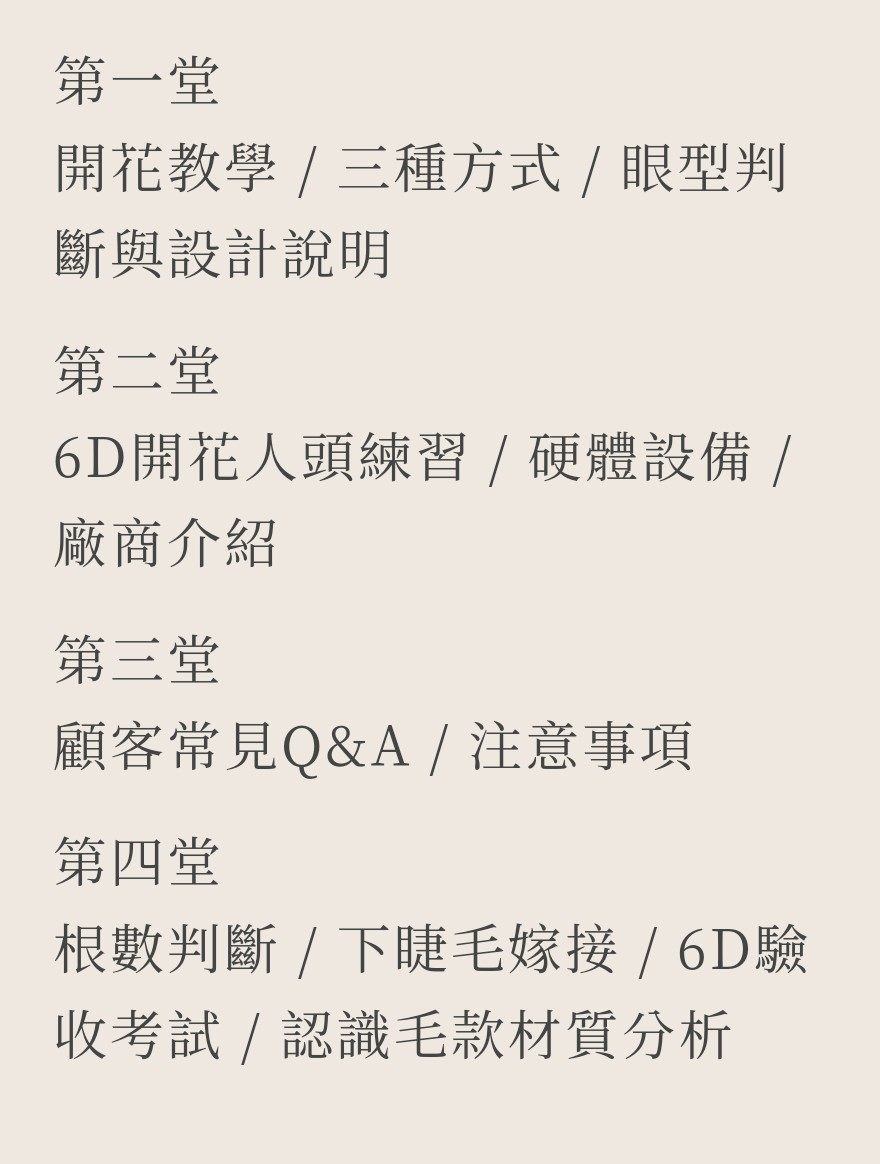 第一堂
開花教學 / 三種方式 / 眼型判
斷與設計說明
第二堂
6D開花人頭練習 / 硬體設備 /
廠商介紹
第三堂
顧客常見Q&A / 注意事項
第四堂
根數判斷 / 下睫毛嫁接 / 6D驗
收考試 / 認識毛款材質分析